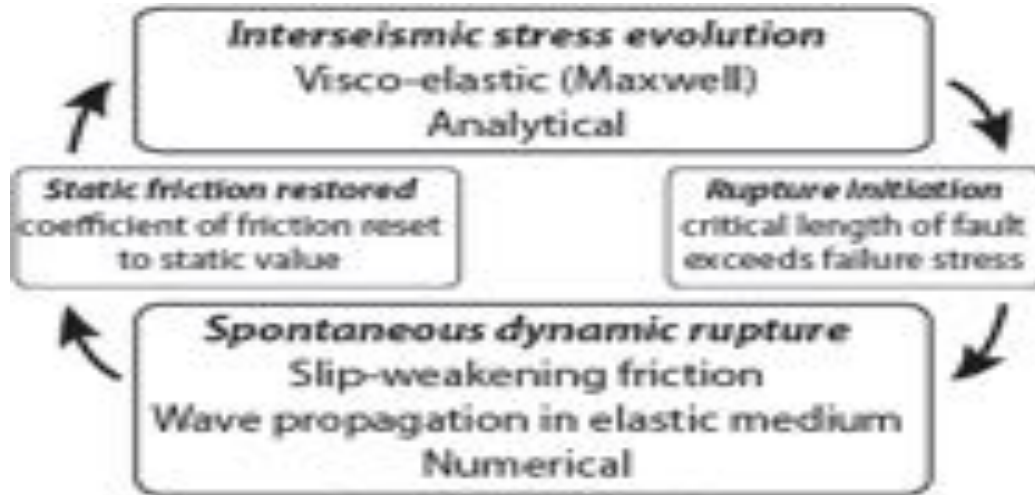 Interseismic stress evolution
Visco-elastic (Maxwell)
Analytical
Static friction restored
coefficient of friction reset
to static value
Rupture initiation
critical length of fault
exceeds failure stress
Spontaneous dynamic rupture
Slip-weakening friction
Wave propagation in elastic medium
Numerical